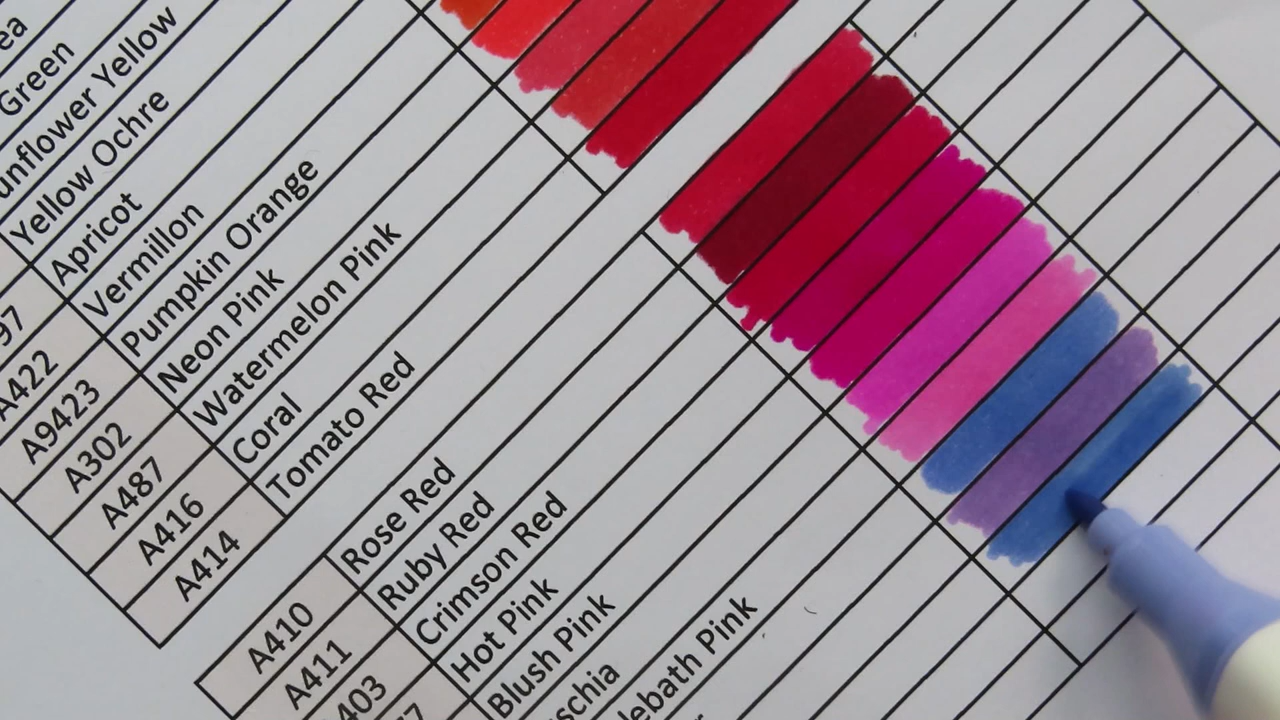 Green
Yellow
Yellow Ochre
Apricot
Vermillon
A422 Pumpkin Orange
A9423 Neon Pink
A302 Watermelon Pink
A487 Coral
A416 Tomato Red
A414
A410 Rose Red
A411 Ruby Red
Crimson Red
Hot Pink
Blush Pink